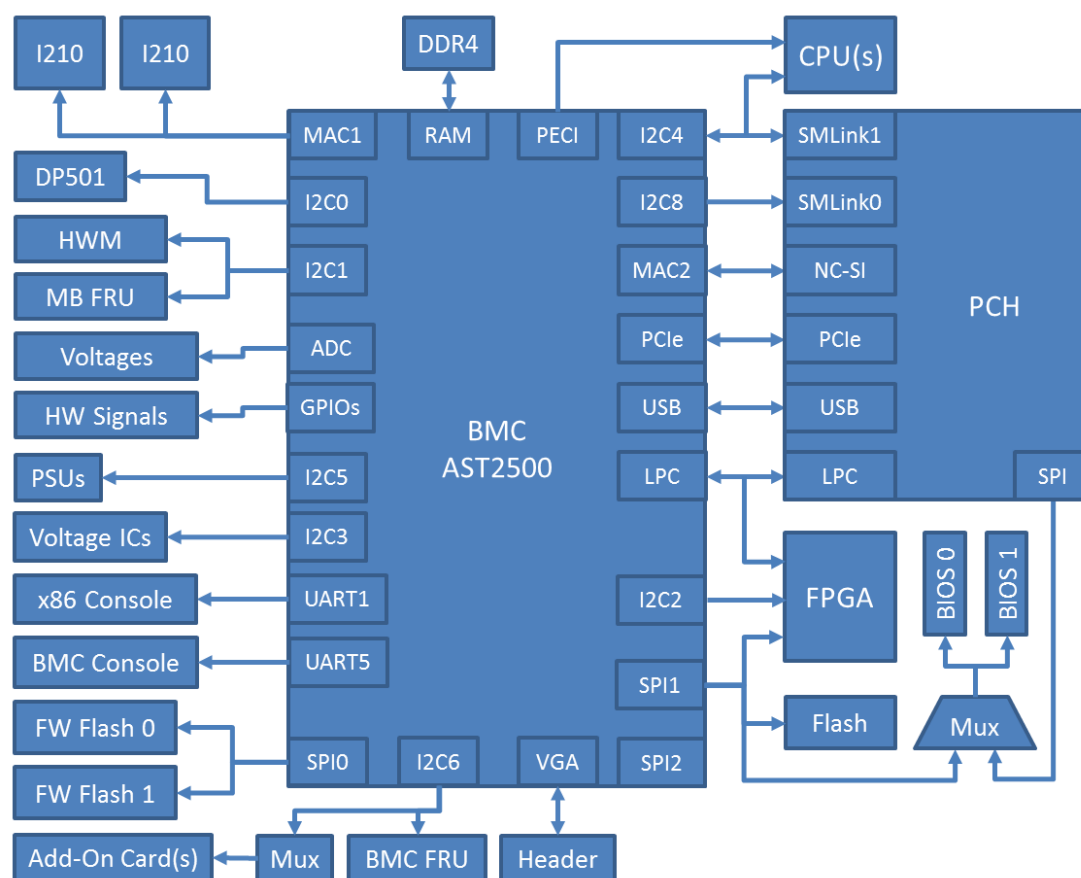 I210
I210
DDR4
CPU(s)
MAC1
RAM
PECI
I2C4
SMLink1
DP501
I2C0
I2C8
SMLink0
HWM
I2C1
MAC2
NC-SI
MB FRU
PCH
Voltages
ADC
PCIe
PCIe
HW Signals
GPIOs
USB
USB
BMC
AST2500
PSUs
I2C5
LPC
LPC
SPI
Voltage ICs
I2C3
x86 Console
UART1
I2C2
FPGA
BIOS 0
BIOS 1
BMC Console
UART5
SPI1
FW Flash 0
Flash
Mux
SPI0
I2C6
VGA
SPI2
FW Flash 1
Add-On Card(s)
Mux
BMC FRU
Header